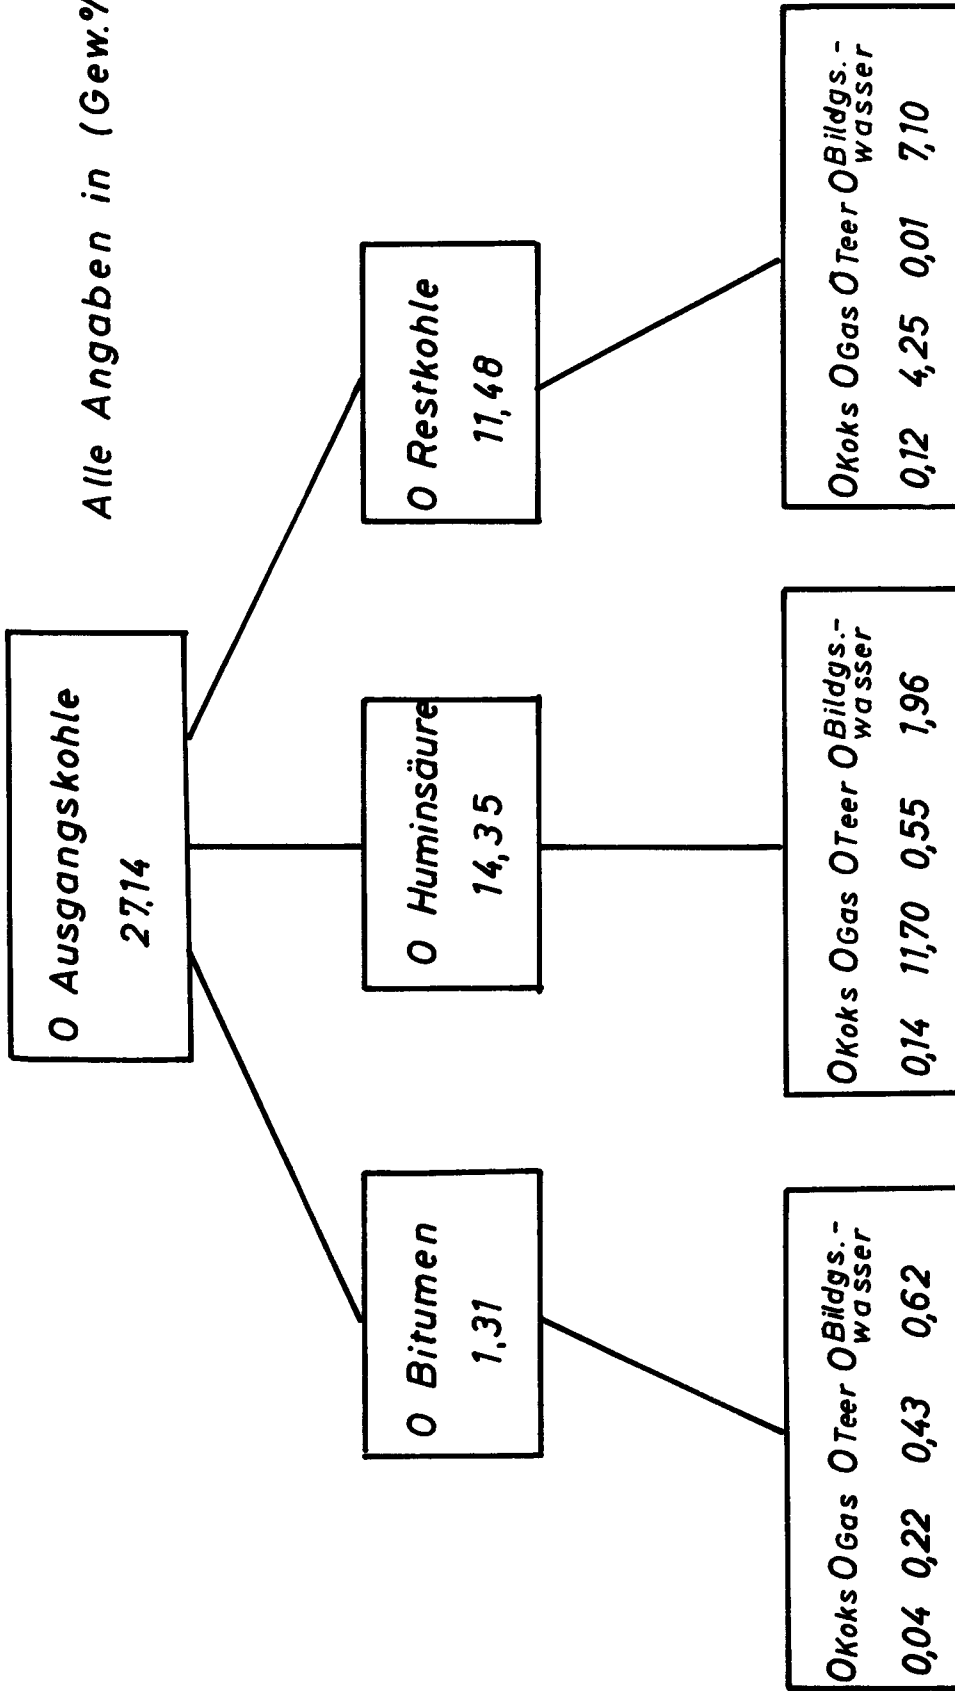 Alle Angaben in (Gew.%
O Ausgangskohle
27,14
O Bitumen
1,31
O Huminsäure
14,35
O Restkohle
11,48
OKoks OGas OTeer OBildgs.-
wasser
0,04 0,22 0,43 0,62
OKoks OGas OTeer OBildgs.-
wasser
0,14 11,70 0,55 1,96
OKoks OGas OTeer OBildgs.-
wasser
0,12 4,25 0,01 7,10